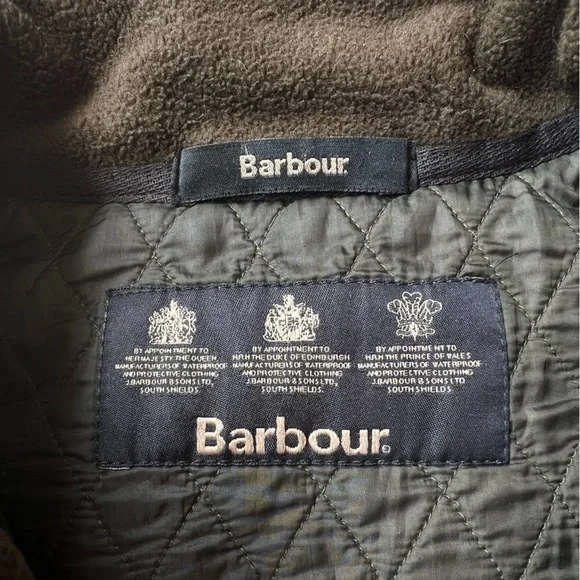 Barbour.
BY APPOINTMENT TO
HER MAJESTY THE QUEEN
MANUFACTURERS OF WATERPROOF
AND PROTECTIVE CLOTHING
J.BARBOUR & SONS LTD,
SOUTH SHIELDS.
BY APPOINTMENT TO
H.R.H. THE DUKE OF EDINBURGH
MANUFACTURERS OF WATERPROOF
AND PROTECTIVE CLOTHING
J.BARBOUR & SONS LTD,
SOUTH SHIELDS.
BY APPOINTMENT TO
H.R.H. THE PRINCE OF WALES
MANUFACTURERS OF WATERPROOF
AND PROTECTIVE CLOTHING
J.BARBOUR & SONS LTD,
SOUTH SHIELDS.
Barbour.®